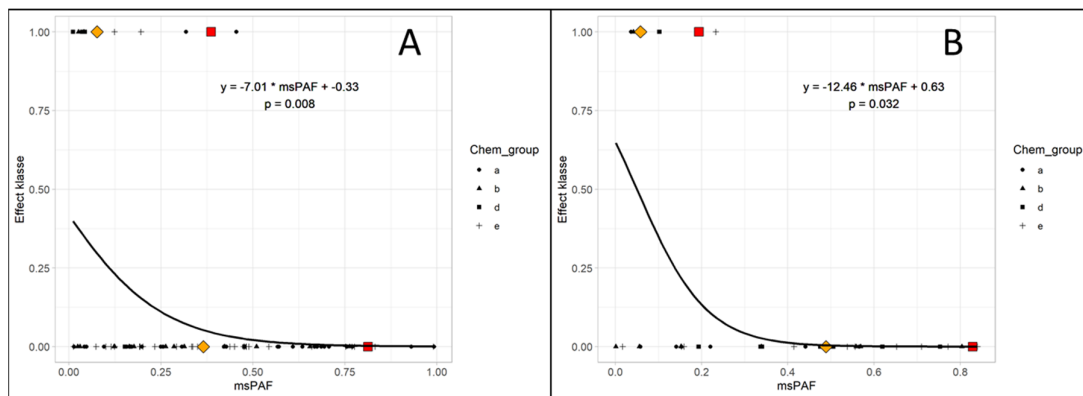 A
1.00
0.75
0.50
0.25
0.00
Effect klasse
y = -7.01 * msPAF + -0.33
p = 0.008
Chem_group
a
b
d
e
0.00
0.25
0.50
0.75
1.00
msPAF
B
1.00
0.75
0.50
0.25
0.00
Effect klasse
y = -12.46 * msPAF + 0.63
p = 0.032
Chem_group
a
b
d
e
0.0
0.2
0.4
0.6
0.8
msPAF